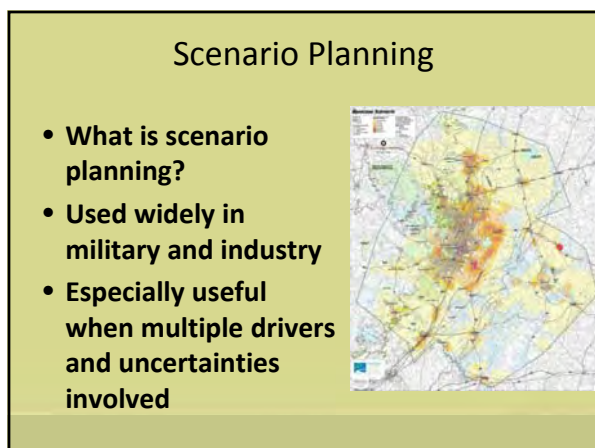 Scenario Planning
• What is scenario
planning?
• Used widely in
military and industry
• Especially useful
when multiple drivers
and uncertainties
involved